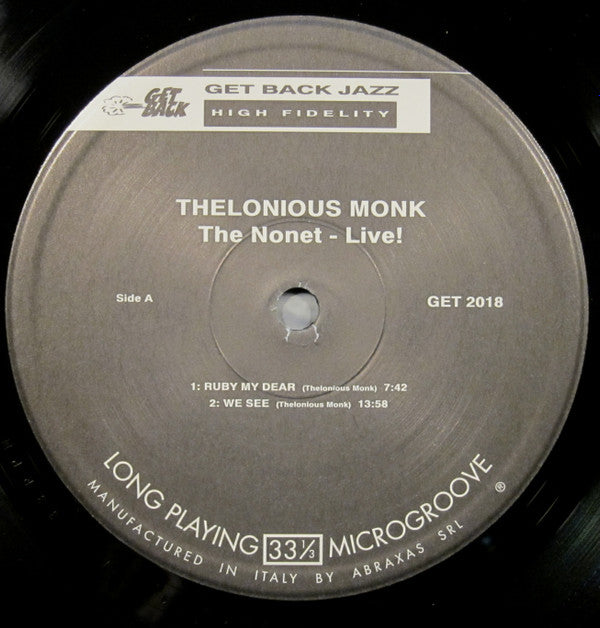 GET BACK
GET BACK JAZZ
HIGH FIDELITY
THELONIOUS MONK
The Nonet - Live!
Side A
GET 2018
1: RUBY MY DEAR (Thelonious Monk) 7:42
2: WE SEE (Thelonious Monk) 13:58
LONG PLAYING 33 1/3 MICROGROOVE ®
MANUFACTURED IN ITALY BY ABRAXAS SRL